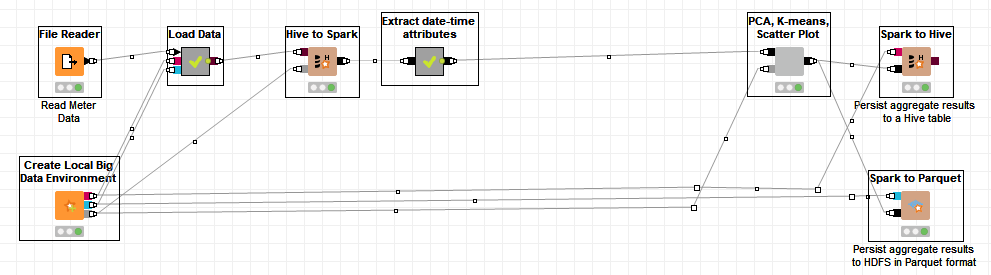 File Reader
Read Meter
Data
Load Data
Hive to Spark
H
Extract date-time
attributes
PCA, K-means,
Scatter Plot
Spark to Hive
H
Persist aggregate results
to a Hive table
Create Local Big
Data Environment
Spark to Parquet
Persist aggregate results
to HDFS in Parquet format